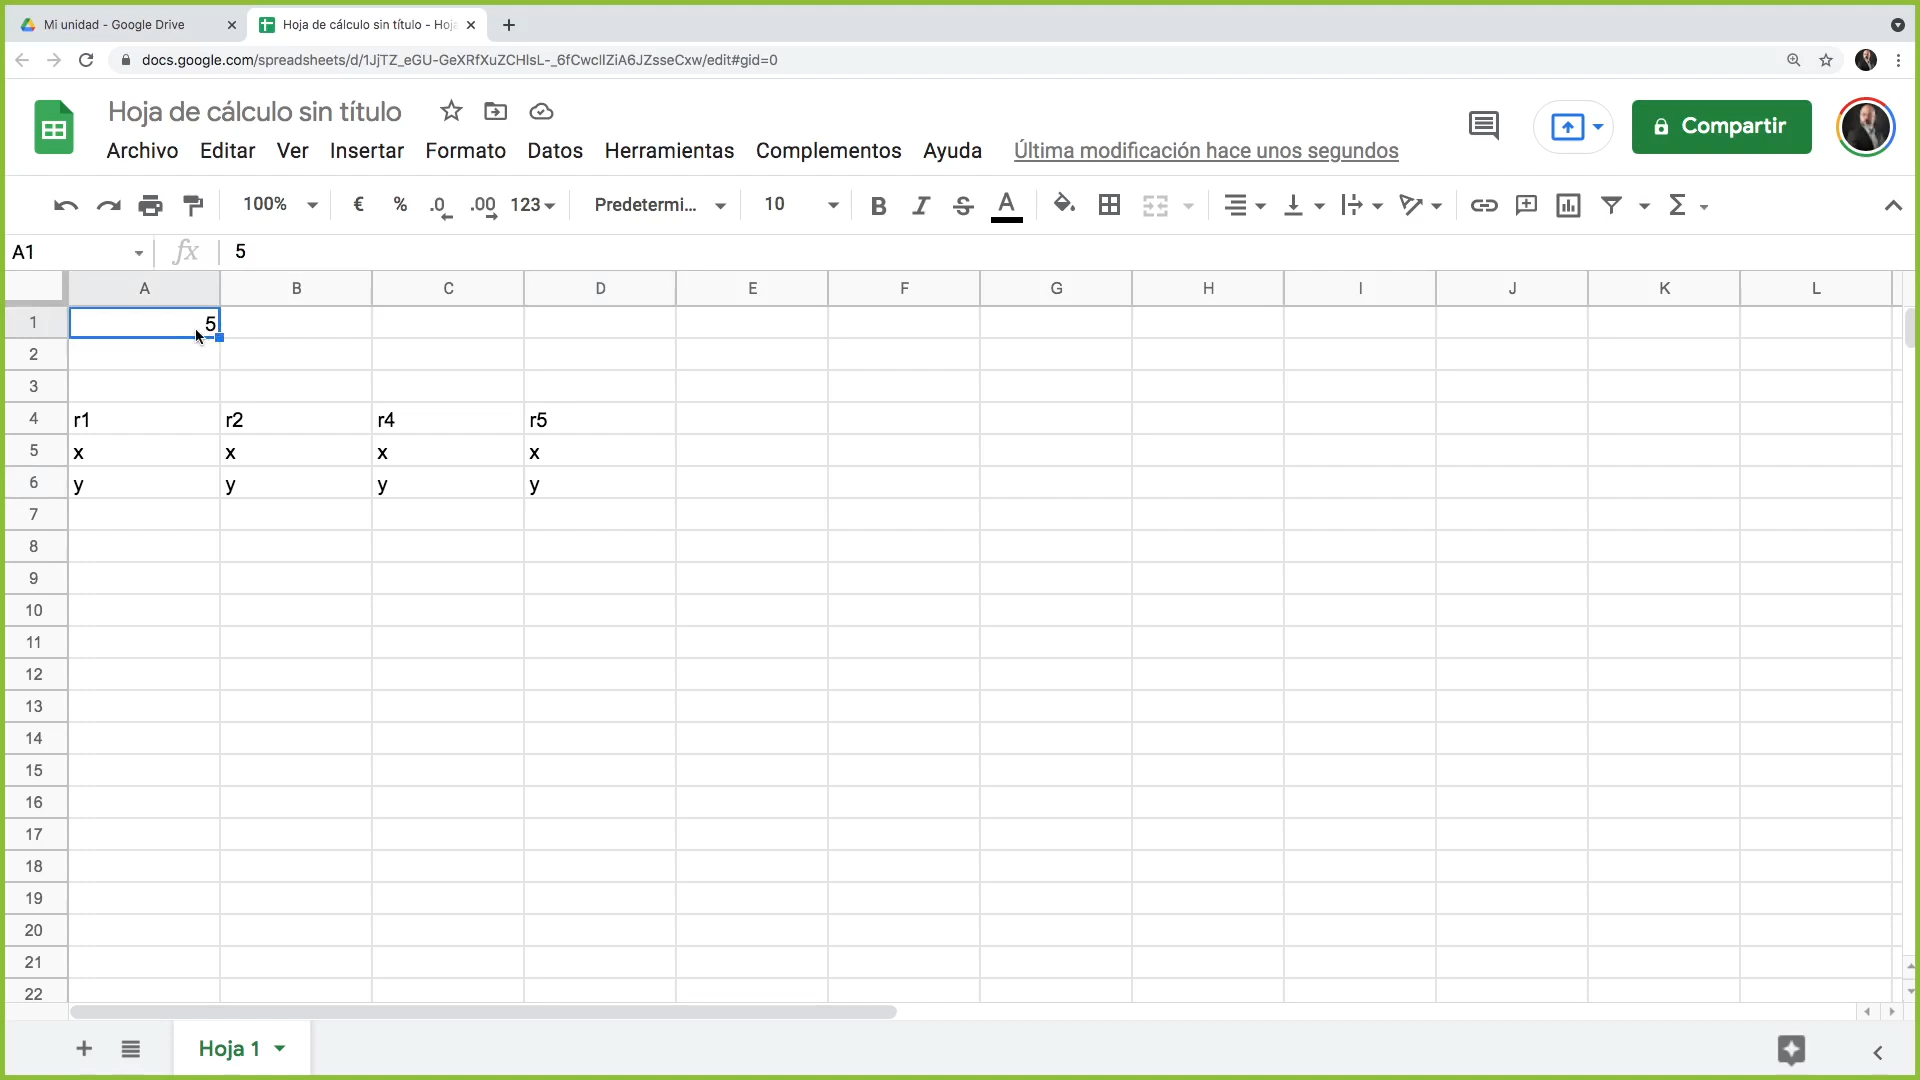 Mi unidad - Google Drive
Hoja de cálculo sin título - Hoja
docs.google.com/spreadsheets/d/1JjTZ_eGU-GeXRfXuZCHlsL-_6fCwclIZiA6JZsseCxw/edit#gid=0
Hoja de cálculo sin título
Compartir
Archivo Editar Ver Insertar Formato Datos Herramientas Complementos Ayuda Última modificación hace unos segundos
100% € % .0 .00 123 Predetermi... 10 B I S A Σ
A1 fx 5
A B C D E F G H I J K L
1 5
2
3
4 r1 r2 r4 r5
5 x x x x
6 y y y y
7
8
9
10
11
12
13
14
15
16
17
18
19
20
21
22
Hoja 1